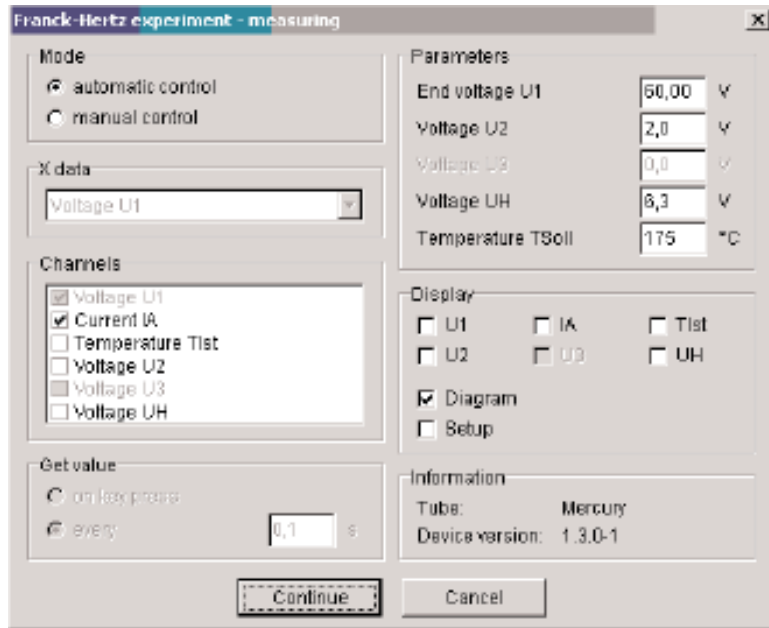 Franck-Hertz experiment - measuring
Mode
automatic control
manual control
X data
Voltage U1
Channels
Voltage U1
Current IA
Temperature TIst
Voltage U2
Voltage U3
Voltage UH
Get value
on key press
every 0,1 s
Parameters
End voltage U1 60,00 V
Voltage U2 2,0 V
Voltage U3 0,0 V
Voltage UH 6,3 V
Temperature TSoll 175 °C
Display
U1 IA TIst
U2 U3 UH
Diagram
Setup
Information
Tube: Mercury
Device version: 1.3.0-1
Continue Cancel